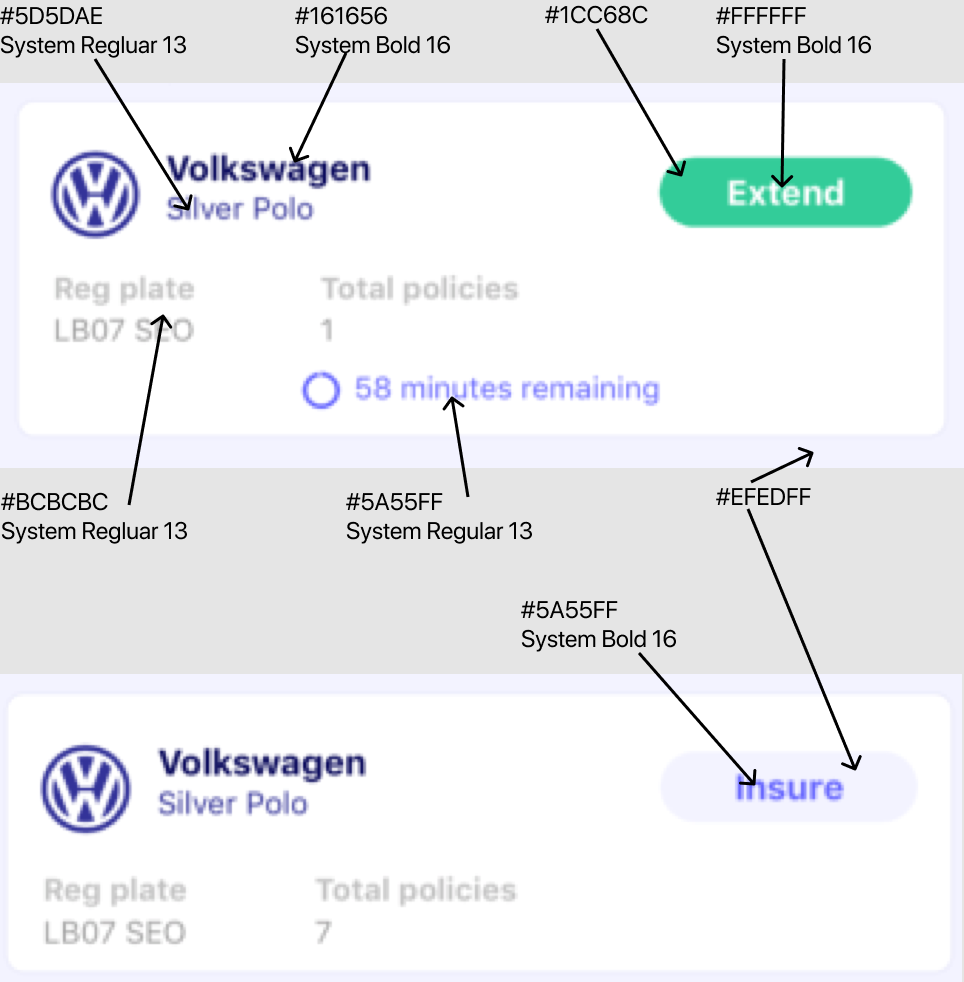 #5D5DAE
System Regluar 13
#161656
System Bold 16
#1CC68C
#FFFFFF
System Bold 16
Volkswagen
Silver Polo
Extend
Reg plate
Total policies
LB07 SEO
1
58 minutes remaining
#BCBCBC
System Regluar 13
#5A55FF
System Regular 13
#EFEDFF
#5A55FF
System Bold 16
Volkswagen
Silver Polo
Insure
Reg plate
Total policies
LB07 SEO
7